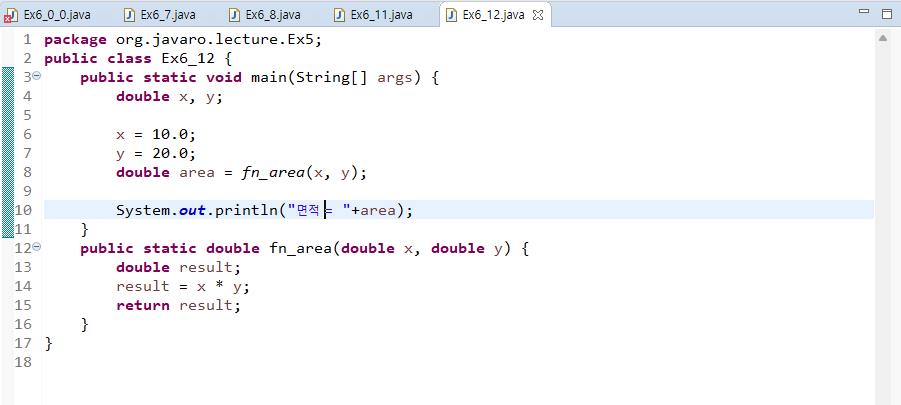 Ex6_0_0.java Ex6_7.java Ex6_8.java Ex6_11.java Ex6_12.java
1 package org.javaro.lecture.Ex5;
2 public class Ex6_12 {
3 public static void main(String[] args) {
4 double x, y;
5
6 x = 10.0;
7 y = 20.0;
8 double area = fn_area(x, y);
9
10 System.out.println("면적 = "+area);
11 }
12 public static double fn_area(double x, double y) {
13 double result;
14 result = x * y;
15 return result;
16 }
17 }
18